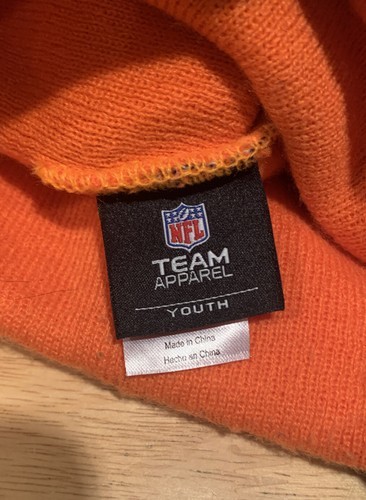 NFL
TEAM
APPAREL
YOUTH
Made in China
Hecho en China